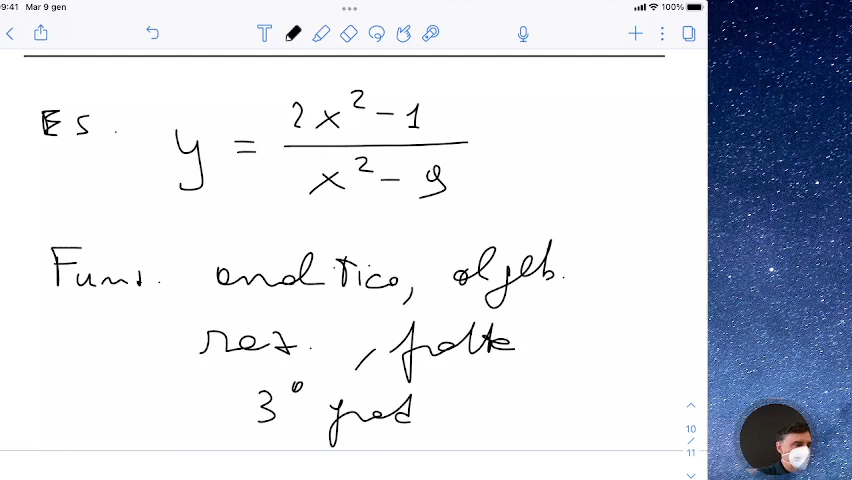 09:41 Mar 9 gen
100%
Es.
y = 2x² - 1 / x² - 9
Funz. analitica, algeb.
raz., fratta
3° grad
10
/
11